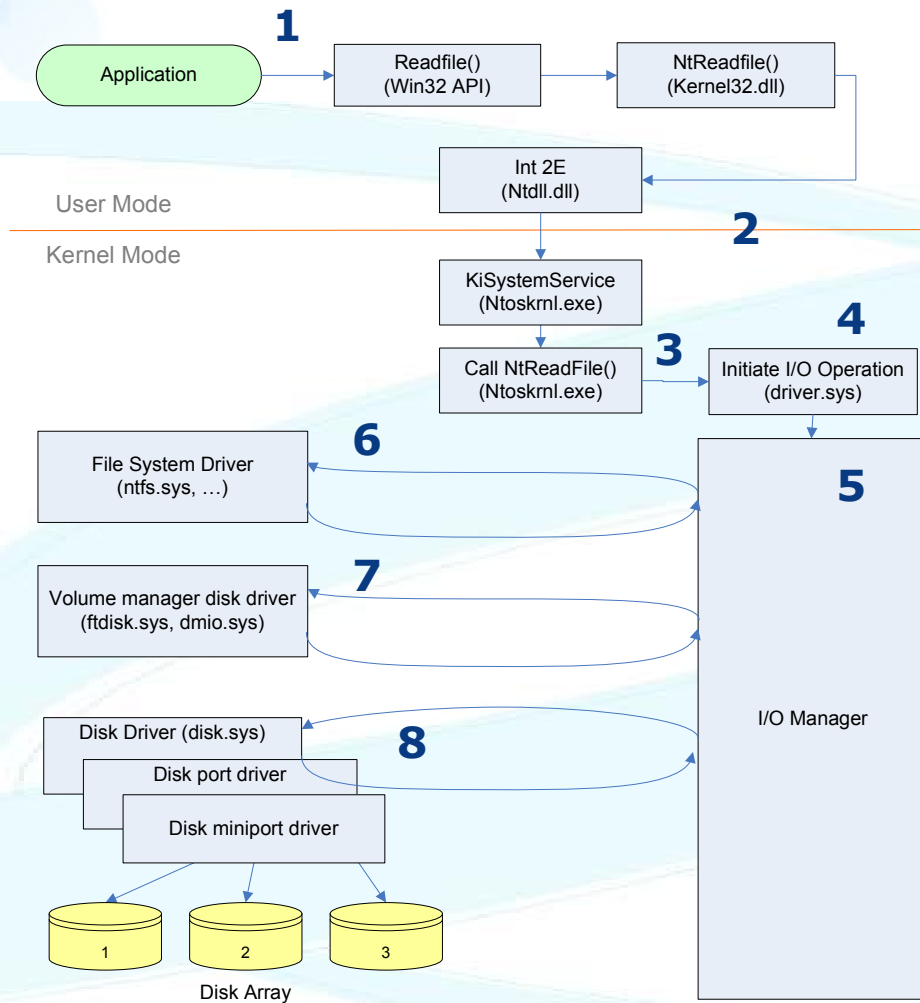 1
Application
Readfile()
(Win32 API)
NtReadfile()
(Kernel32.dll)
Int 2E
(Ntdll.dll)
User Mode
2
Kernel Mode
KiSystemService
(Ntoskrnl.exe)
Call NtReadFile()
(Ntoskrnl.exe)
3
4
Initiate I/O Operation
(driver.sys)
5
I/O Manager
6
File System Driver
(ntfs.sys, …)
7
Volume manager disk driver
(ftdisk.sys, dmio.sys)
8
Disk Driver (disk.sys)
Disk port driver
Disk miniport driver
1
2
3
Disk Array